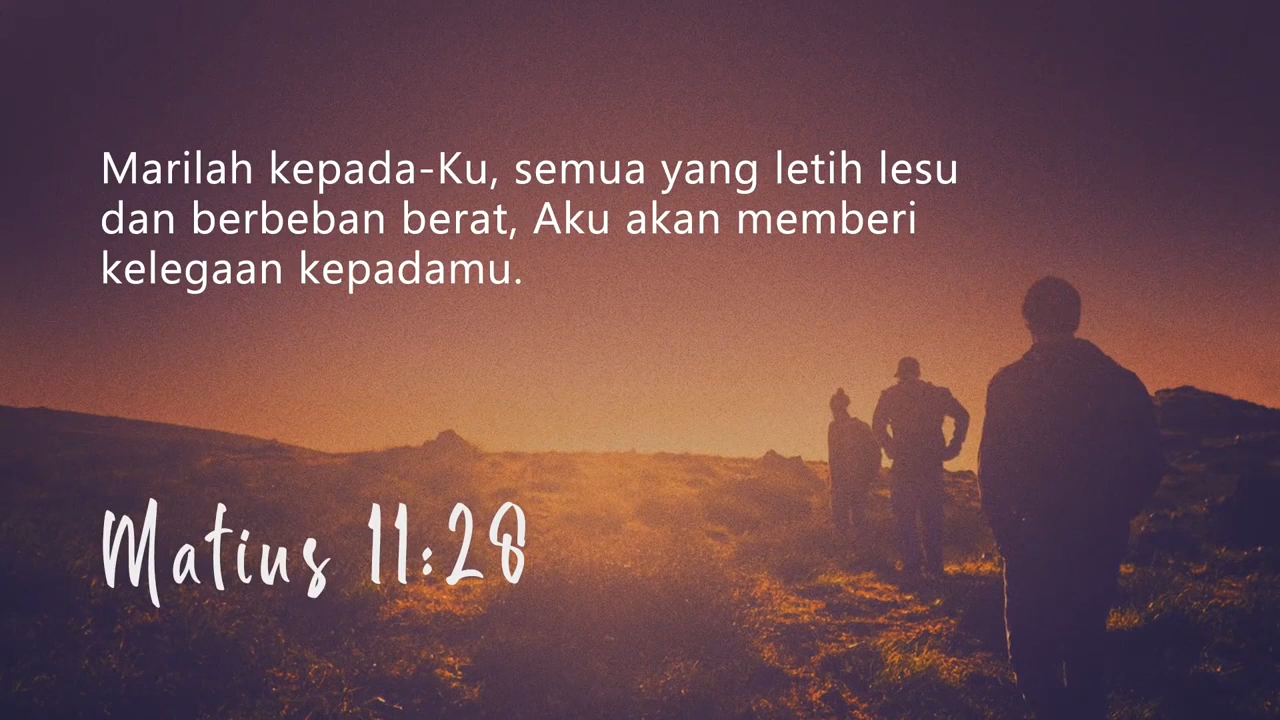 Marilah kepada-Ku, semua yang letih lesu
dan berbeban berat, Aku akan memberi
kelegaan kepadamu.
Matius 11:28